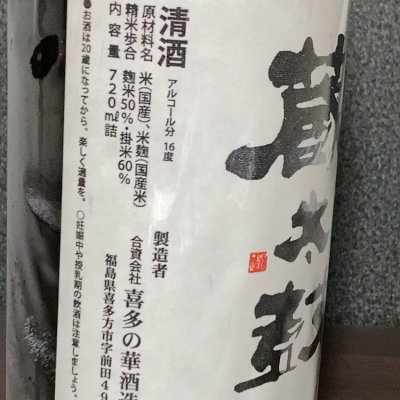 蔵太鼓
清酒 アルコール分 16度
原材料名 米(国産)、米麹(国産米)
精米歩合 麹米50%・掛米60%
内容量 720ml詰
製造者
合資会社 喜多の華酒造
福島県喜多方市字前田49
●お酒は20歳になってから。楽しく適量を。○妊娠中や授乳期の飲酒は注意しましょう。